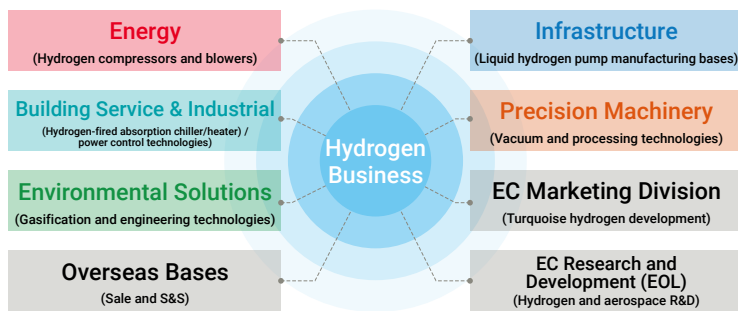 Energy
(Hydrogen compressors and blowers)
Building Service & Industrial
(Hydrogen-fired absorption chiller/heater) /
power control technologies)
Environmental Solutions
(Gasification and engineering technologies)
Overseas Bases
(Sale and S&S)
Hydrogen
Business
Infrastructure
(Liquid hydrogen pump manufacturing bases)
Precision Machinery
(Vacuum and processing technologies)
EC Marketing Division
(Turquoise hydrogen development)
EC Research and
Development (EOL)
(Hydrogen and aerospace R&D)